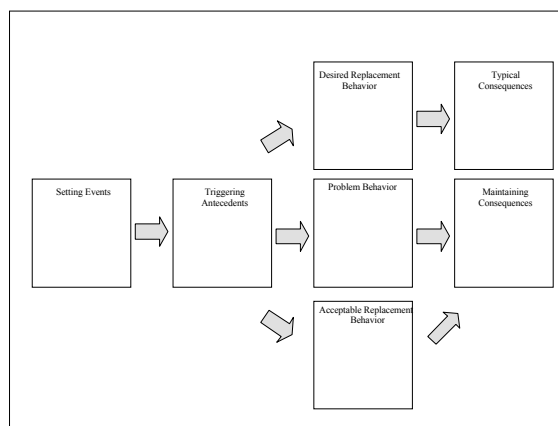 Desired Replacement
Behavior
Typical
Consequences
Setting Events
Triggering
Antecedents
Problem Behavior
Maintaining
Consequences
Acceptable Replacement
Behavior